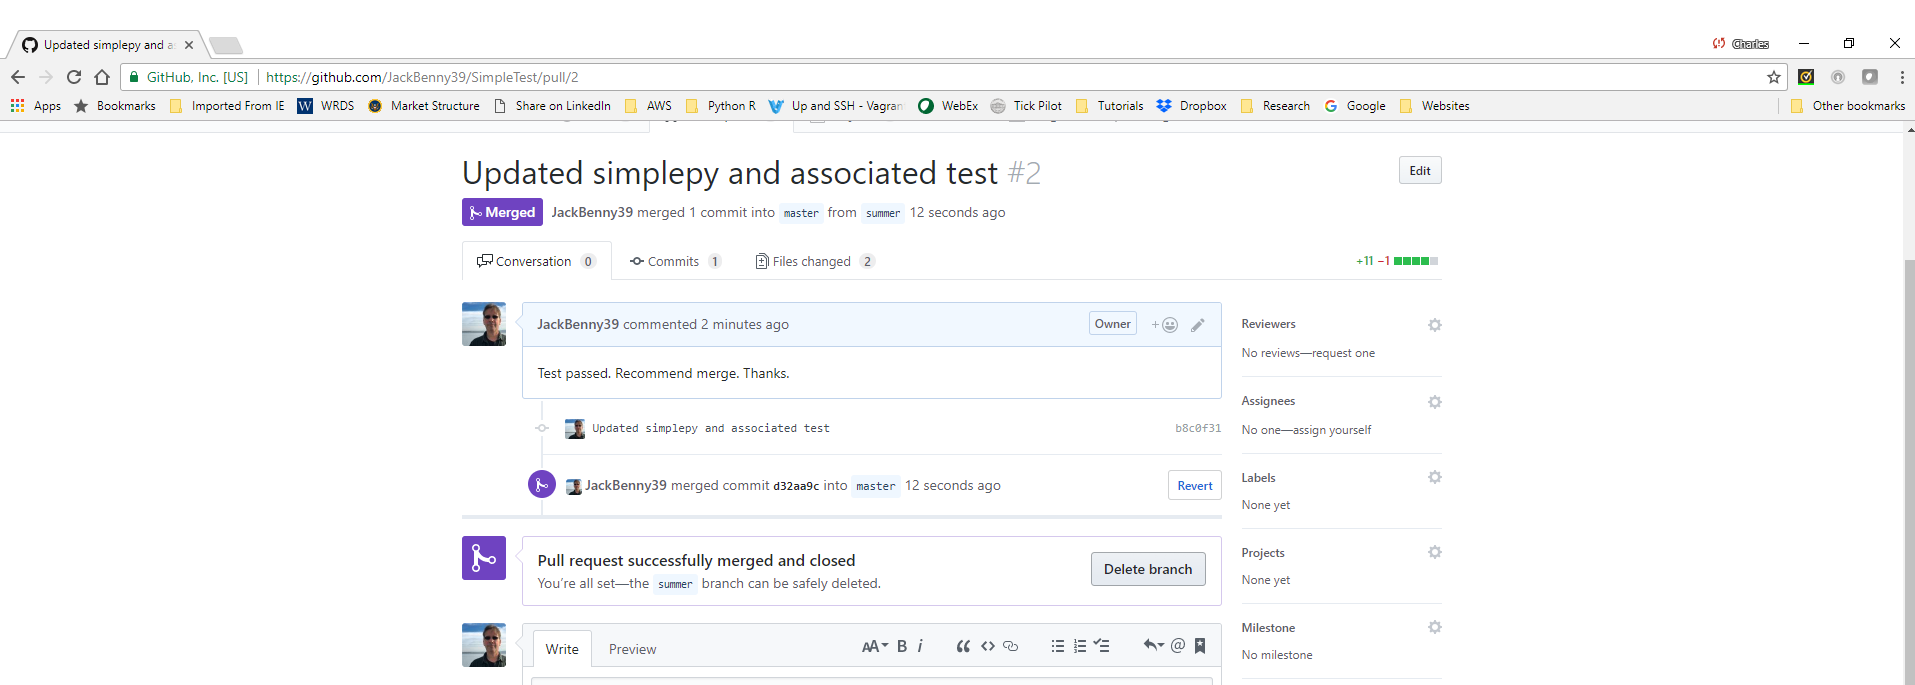 Updated simplepy and as
Charles
GitHub, Inc. [US] https://github.com/JackBenny39/SimpleTest/pull/2
Apps Bookmarks Imported From IE WRDS Market Structure Share on LinkedIn AWS Python R Up and SSH - Vagran WebEx Tick Pilot Tutorials Dropbox Research Google Websites Other bookmarks
Updated simplepy and associated test #2
Edit
Merged JackBenny39 merged 1 commit into master from summer 12 seconds ago
Conversation 0 Commits 1 Files changed 2 +11 −1
JackBenny39 commented 2 minutes ago Owner
Test passed. Recommend merge. Thanks.
Updated simplepy and associated test b8c0f31
JackBenny39 merged commit d32aa9c into master 12 seconds ago Revert
Pull request successfully merged and closed
You're all set—the summer branch can be safely deleted.
Delete branch
Write Preview AA B i
Reviewers
No reviews—request one
Assignees
No one—assign yourself
Labels
None yet
Projects
None yet
Milestone
No milestone